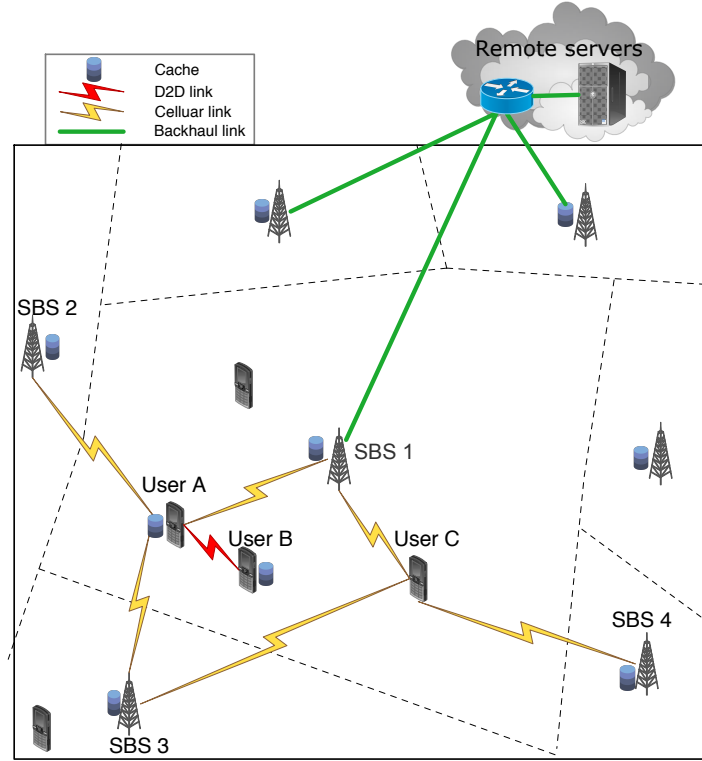 Remote servers
Cache
D2D link
Celluar link
Backhaul link
SBS 2
SBS 1
User A
User B
User C
SBS 4
SBS 3